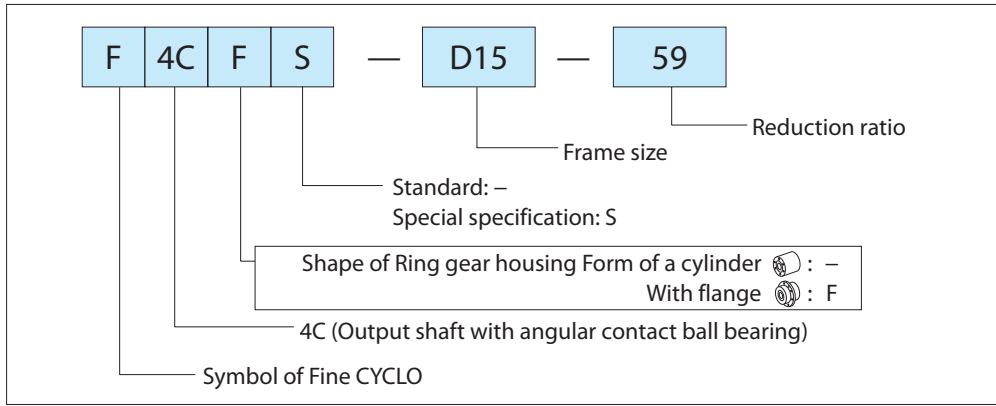 F 4C F S — D15 — 59
Reduction ratio
Frame size
Standard: –
Special specification: S
Shape of Ring gear housing Form of a cylinder : –
With flange : F
4C (Output shaft with angular contact ball bearing)
Symbol of Fine CYCLO